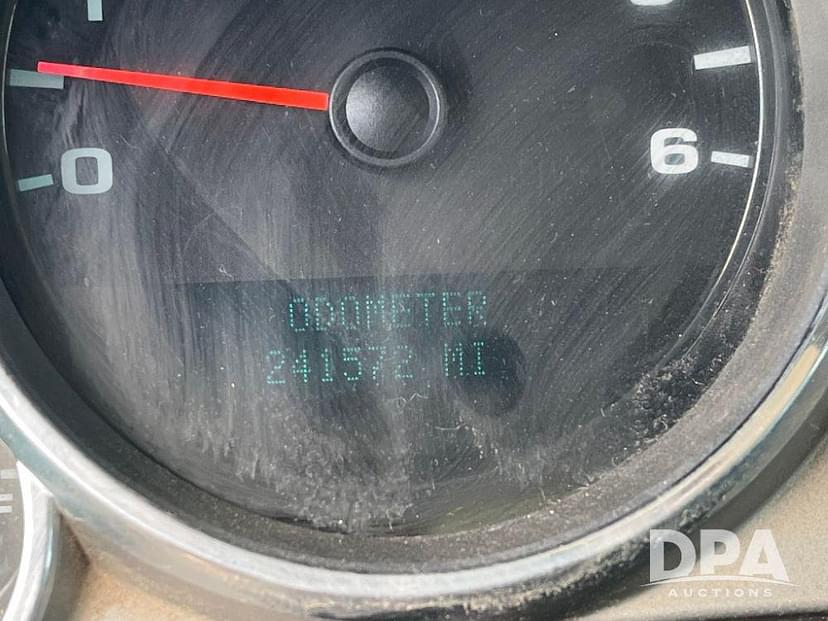 0
6
ODOMETER
241572 MI
DPA
AUCTIONS